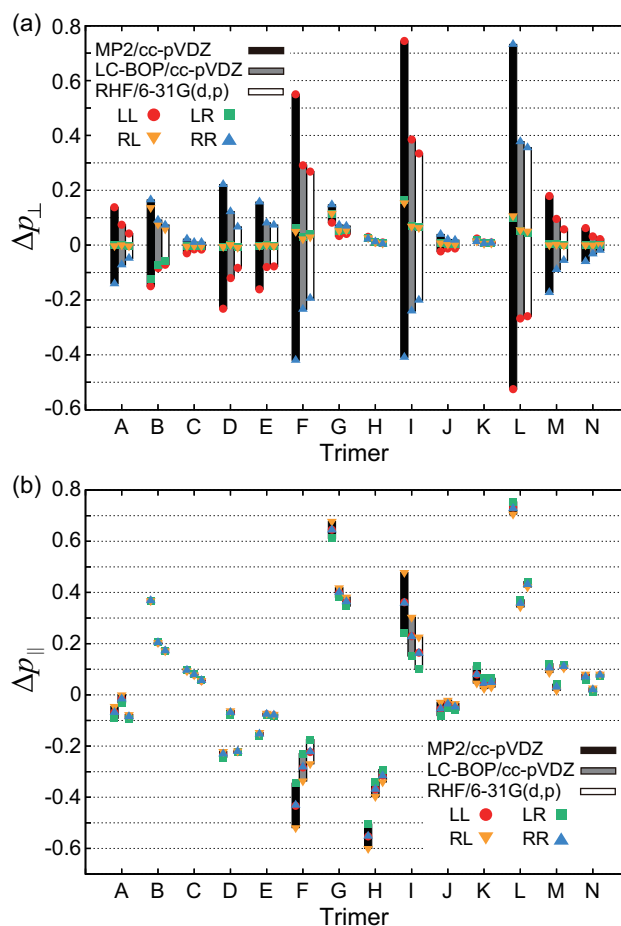 (a)
0.8
0.6
0.4
0.2
0
-0.2
-0.4
-0.6
Δp⊥
MP2/cc-pVDZ
LC-BOP/cc-pVDZ
RHF/6-31G(d,p)
LL LR
RL RR
A B C D E F G H I J K L M N
Trimer
(b)
0.8
0.6
0.4
0.2
0
-0.2
-0.4
-0.6
Δp||
MP2/cc-pVDZ
LC-BOP/cc-pVDZ
RHF/6-31G(d,p)
LL LR
RL RR
A B C D E F G H I J K L M N
Trimer